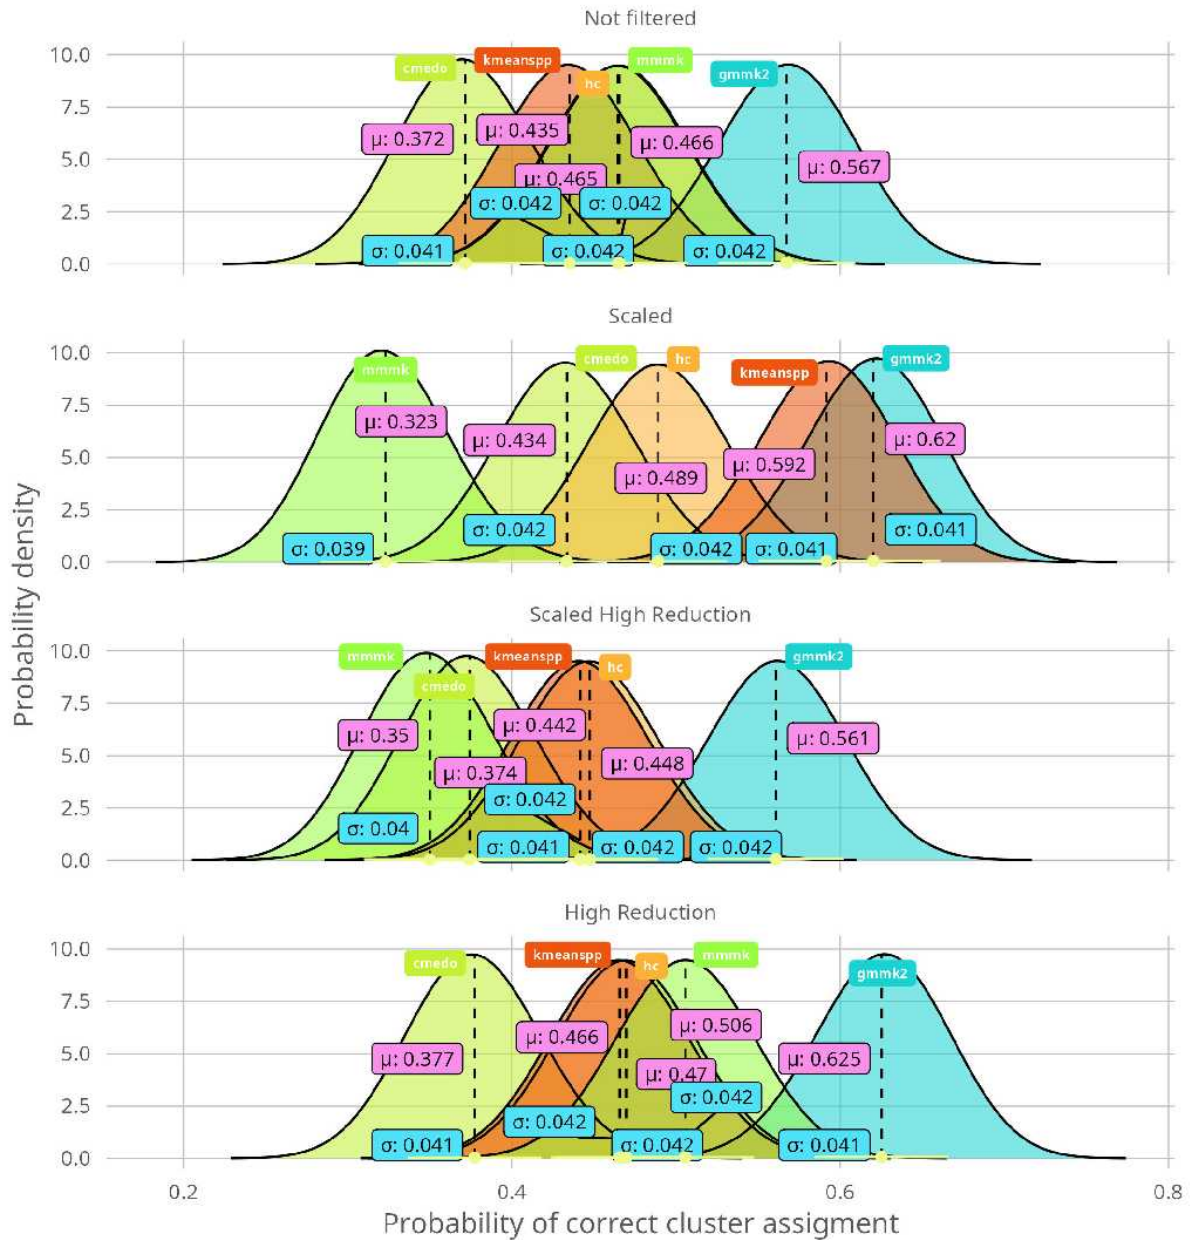 Not filtered
10.0
7.5
5.0
2.5
0.0
cmedo
kmeanspp
hc
mmmk
gmmk2
μ: 0.372
μ: 0.435
μ: 0.465
μ: 0.466
μ: 0.567
σ: 0.041
σ: 0.042
σ: 0.042
σ: 0.042
σ: 0.042
Scaled
10.0
7.5
5.0
2.5
0.0
mmmk
cmedo
hc
kmeanspp
gmmk2
μ: 0.323
μ: 0.434
μ: 0.489
μ: 0.592
μ: 0.62
σ: 0.039
σ: 0.042
σ: 0.042
σ: 0.041
σ: 0.041
Probability density
Scaled High Reduction
10.0
7.5
5.0
2.5
0.0
mmmk
cmedo
kmeanspp
hc
gmmk2
μ: 0.35
μ: 0.374
μ: 0.442
μ: 0.448
μ: 0.561
σ: 0.04
σ: 0.041
σ: 0.042
σ: 0.042
σ: 0.042
High Reduction
10.0
7.5
5.0
2.5
0.0
cmedo
kmeanspp
hc
mmmk
gmmk2
μ: 0.377
μ: 0.466
μ: 0.47
μ: 0.506
μ: 0.625
σ: 0.041
σ: 0.042
σ: 0.042
σ: 0.042
σ: 0.041
0.2
0.4
0.6
0.8
Probability of correct cluster assigment